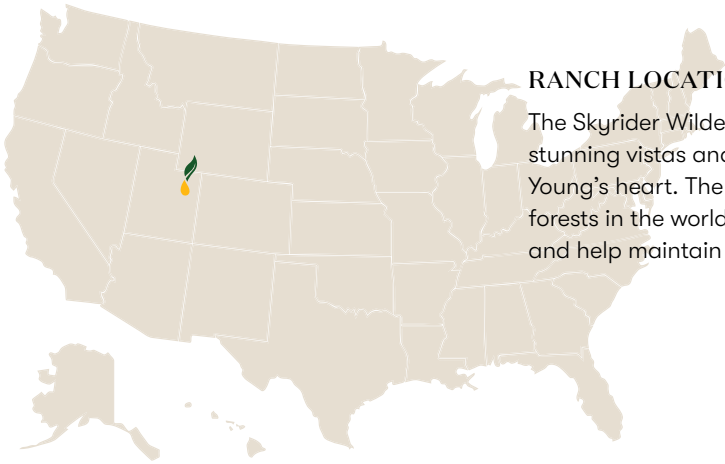 RANCH LOCATI
The Skyrider Wilde
stunning vistas and
Young's heart. The
forests in the world
and help maintain